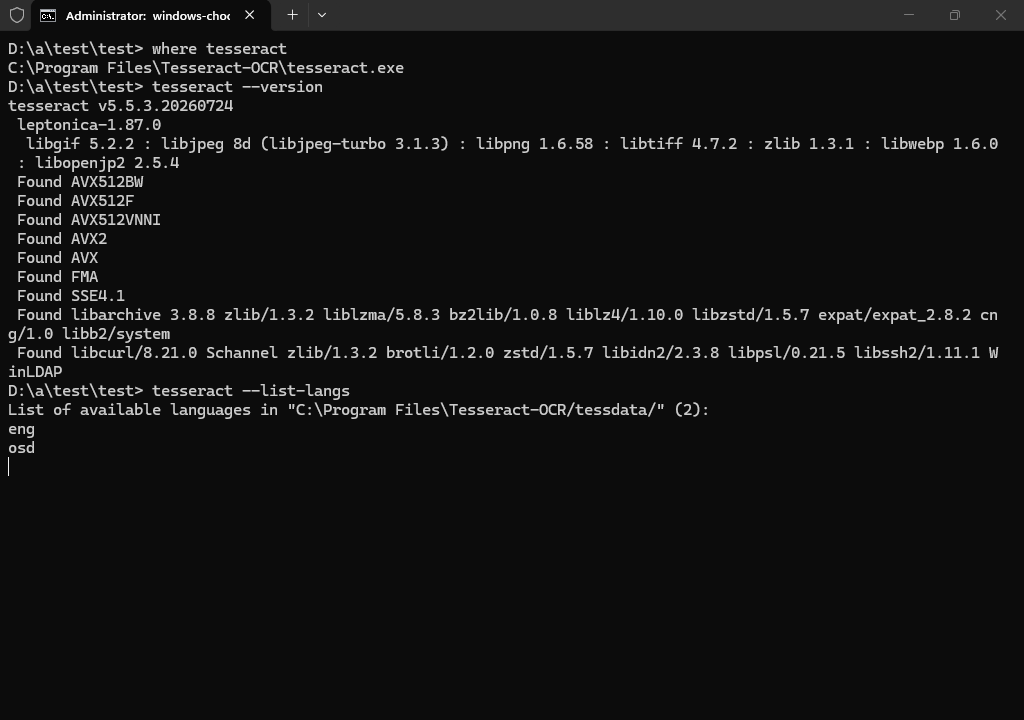 Administrator: windows-choc
D:\a\test\test> where tesseract
C:\Program Files\Tesseract-OCR\tesseract.exe
D:\a\test\test> tesseract --version
tesseract v5.5.3.20260724
 leptonica-1.87.0
  libgif 5.2.2 : libjpeg 8d (libjpeg-turbo 3.1.3) : libpng 1.6.58 : libtiff 4.7.2 : zlib 1.3.1 : libwebp 1.6.0
 : libopenjp2 2.5.4
 Found AVX512BW
 Found AVX512F
 Found AVX512VNNI
 Found AVX2
 Found AVX
 Found FMA
 Found SSE4.1
 Found libarchive 3.8.8 zlib/1.3.2 liblzma/5.8.3 bz2lib/1.0.8 liblz4/1.10.0 libzstd/1.5.7 expat/expat_2.8.2 cn
g/1.0 libb2/system
 Found libcurl/8.21.0 Schannel zlib/1.3.2 brotli/1.2.0 zstd/1.5.7 libidn2/2.3.8 libpsl/0.21.5 libssh2/1.11.1 W
inLDAP
D:\a\test\test> tesseract --list-langs
List of available languages in "C:\Program Files\Tesseract-OCR/tessdata/" (2):
eng
osd